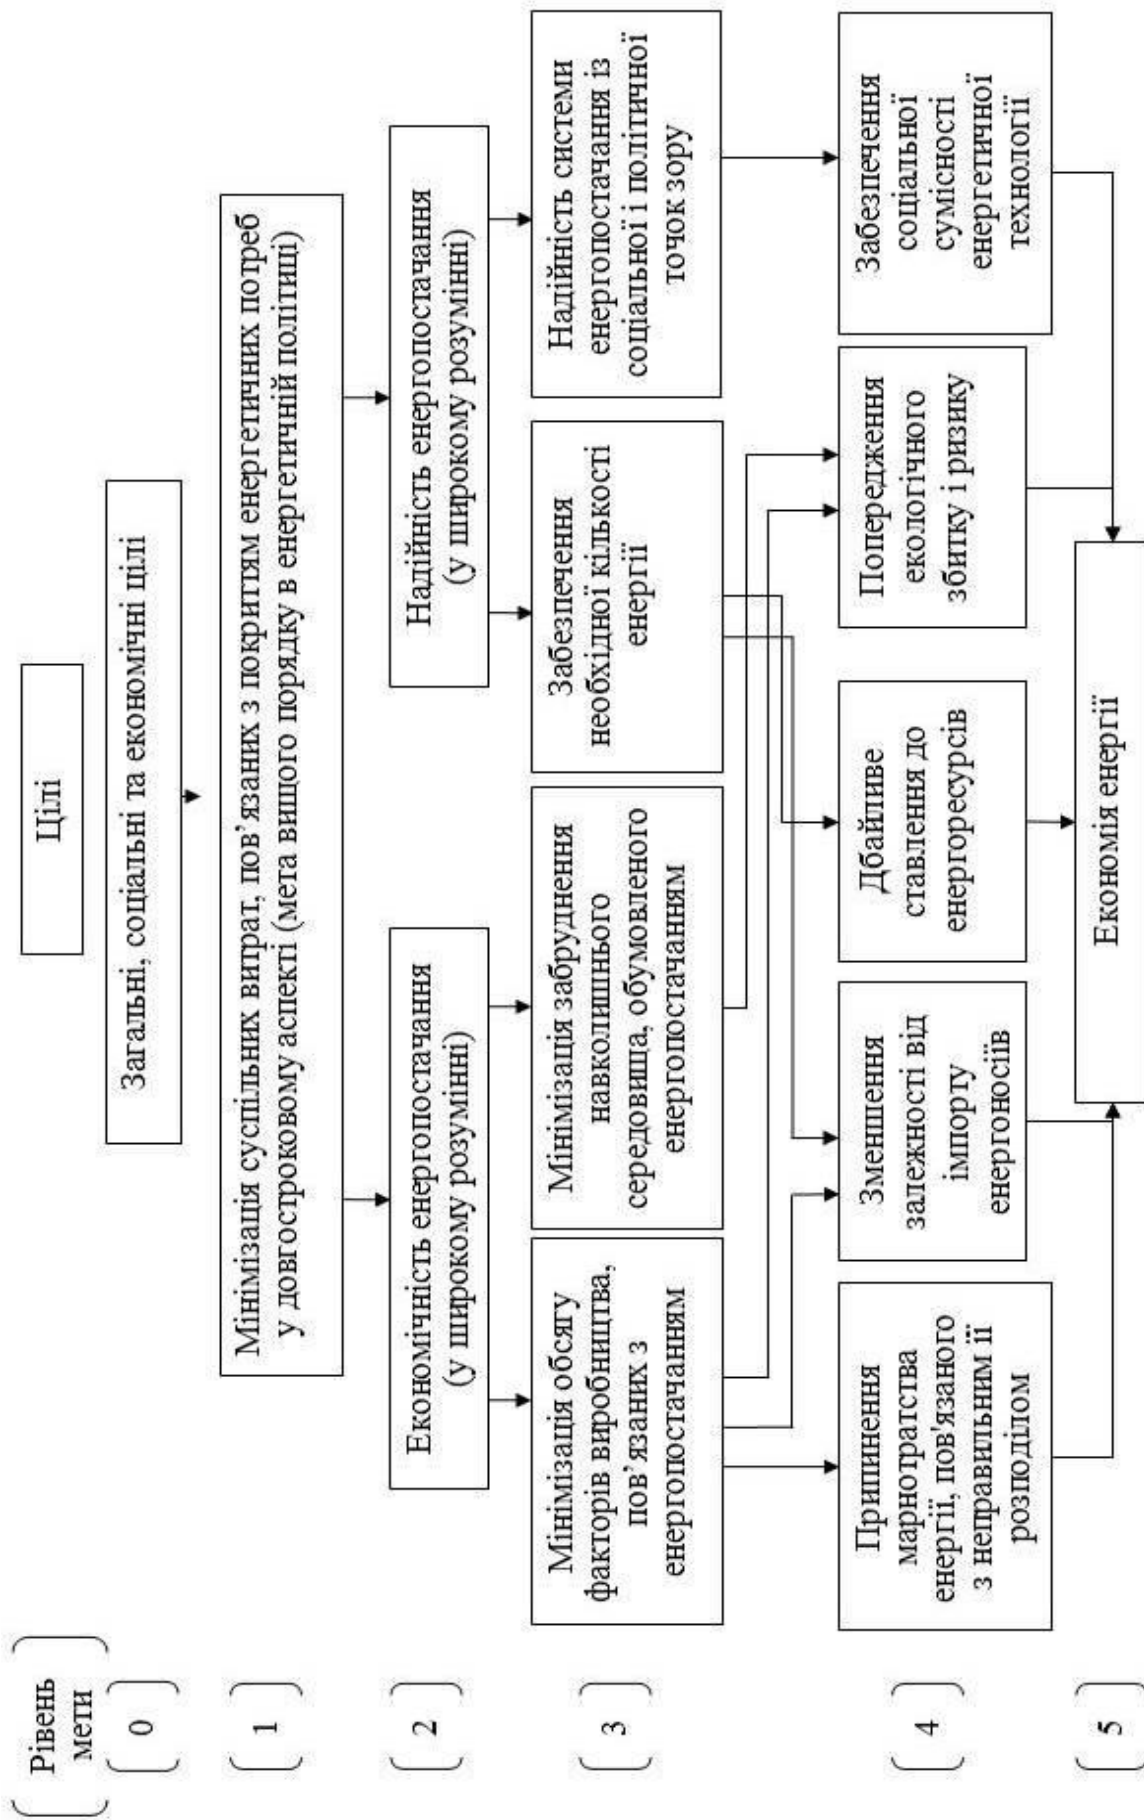 Рівень
мети
Цілі
0
Загальні, соціальні та економічні цілі
1
Мінімізація суспільних витрат, пов’язаних з покриттям енергетичних потреб
у довгостроковому аспекті (мета вищого порядку в енергетичній політиці)
2
Економічність енергопостачання
(у широкому розумінні)
Надійність енергопостачання
(у широкому розумінні)
3
Мінімізація обсягу
факторів виробництва,
пов’язаних з
енергопостачанням
Мінімізація забруднення
навколишнього
середовища, обумовленого
енергопостачанням
Забезпечення
необхідної кількості
енергії
Надійність системи
енергопостачання із
соціальної і політичної
точок зору
4
Припинення
марнотратства
енергії, пов'язаного
з неправильним її
розподілом
Зменшення
залежності від
імпорту
енергоносіїв
Дбайливе
ставлення до
енергоресурсів
Попередження
екологічного
збитку і ризику
Забезпечення
соціальної
сумісності
енергетичної
технології
5
Економія енергії